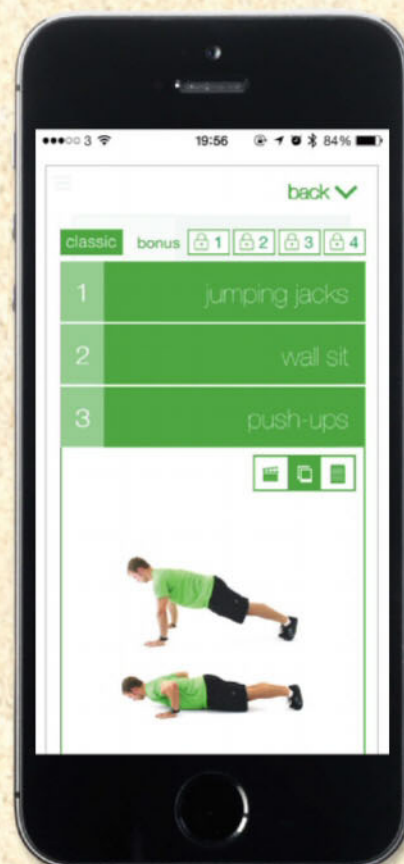 3 19:56 84%
back
classic bonus 1 2 3 4
1 jumping jacks
2 wall sit
3 push-ups